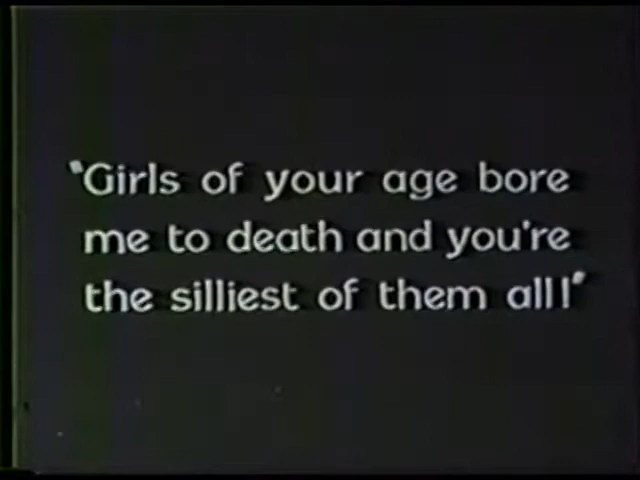 "Girls of your age bore
me to death and you're
the silliest of them all!"